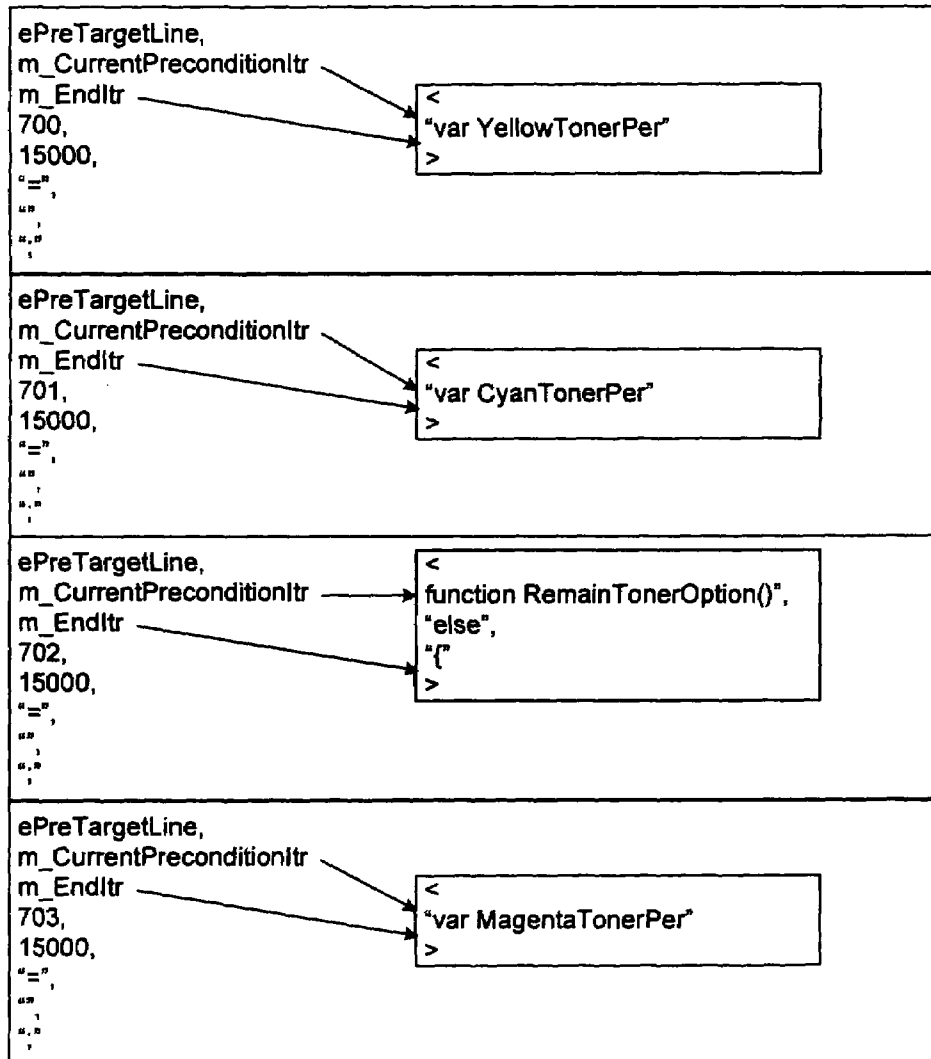 ePreTargetLine,
m_CurrentPreconditionItr
m_EndItr
700,
15000,
“=”,
“”,
“;”
<
“var YellowTonerPer”
>
ePreTargetLine,
m_CurrentPreconditionItr
m_EndItr
701,
15000,
“=”,
“”,
“;”
<
“var CyanTonerPer”
>
ePreTargetLine,
m_CurrentPreconditionItr
m_EndItr
702,
15000,
“=”,
“”,
“;”
<
function RemainTonerOption()”,
“else”,
“{”
>
ePreTargetLine,
m_CurrentPreconditionItr
m_EndItr
703,
15000,
“=”,
“”,
“;”
<
“var MagentaTonerPer”
>